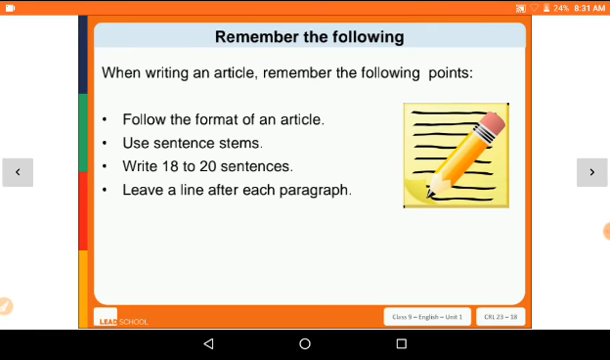 24% 8:31 AM
Remember the following
When writing an article, remember the following points:
• Follow the format of an article.
• Use sentence stems.
• Write 18 to 20 sentences.
• Leave a line after each paragraph.
LEAD SCHOOL
Class 9 – English – Unit 1
CRL 23 – 18